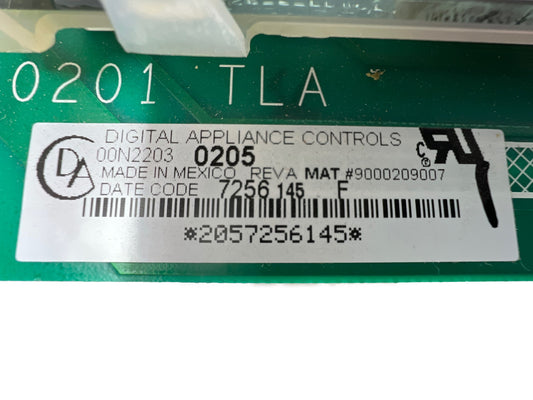 0201 TLA
DIGITAL APPLIANCE CONTROLS
00N2203 0205
MADE IN MEXICO REVA MAT #9000209007
DATE CODE 7256 145 F
*2057256145*